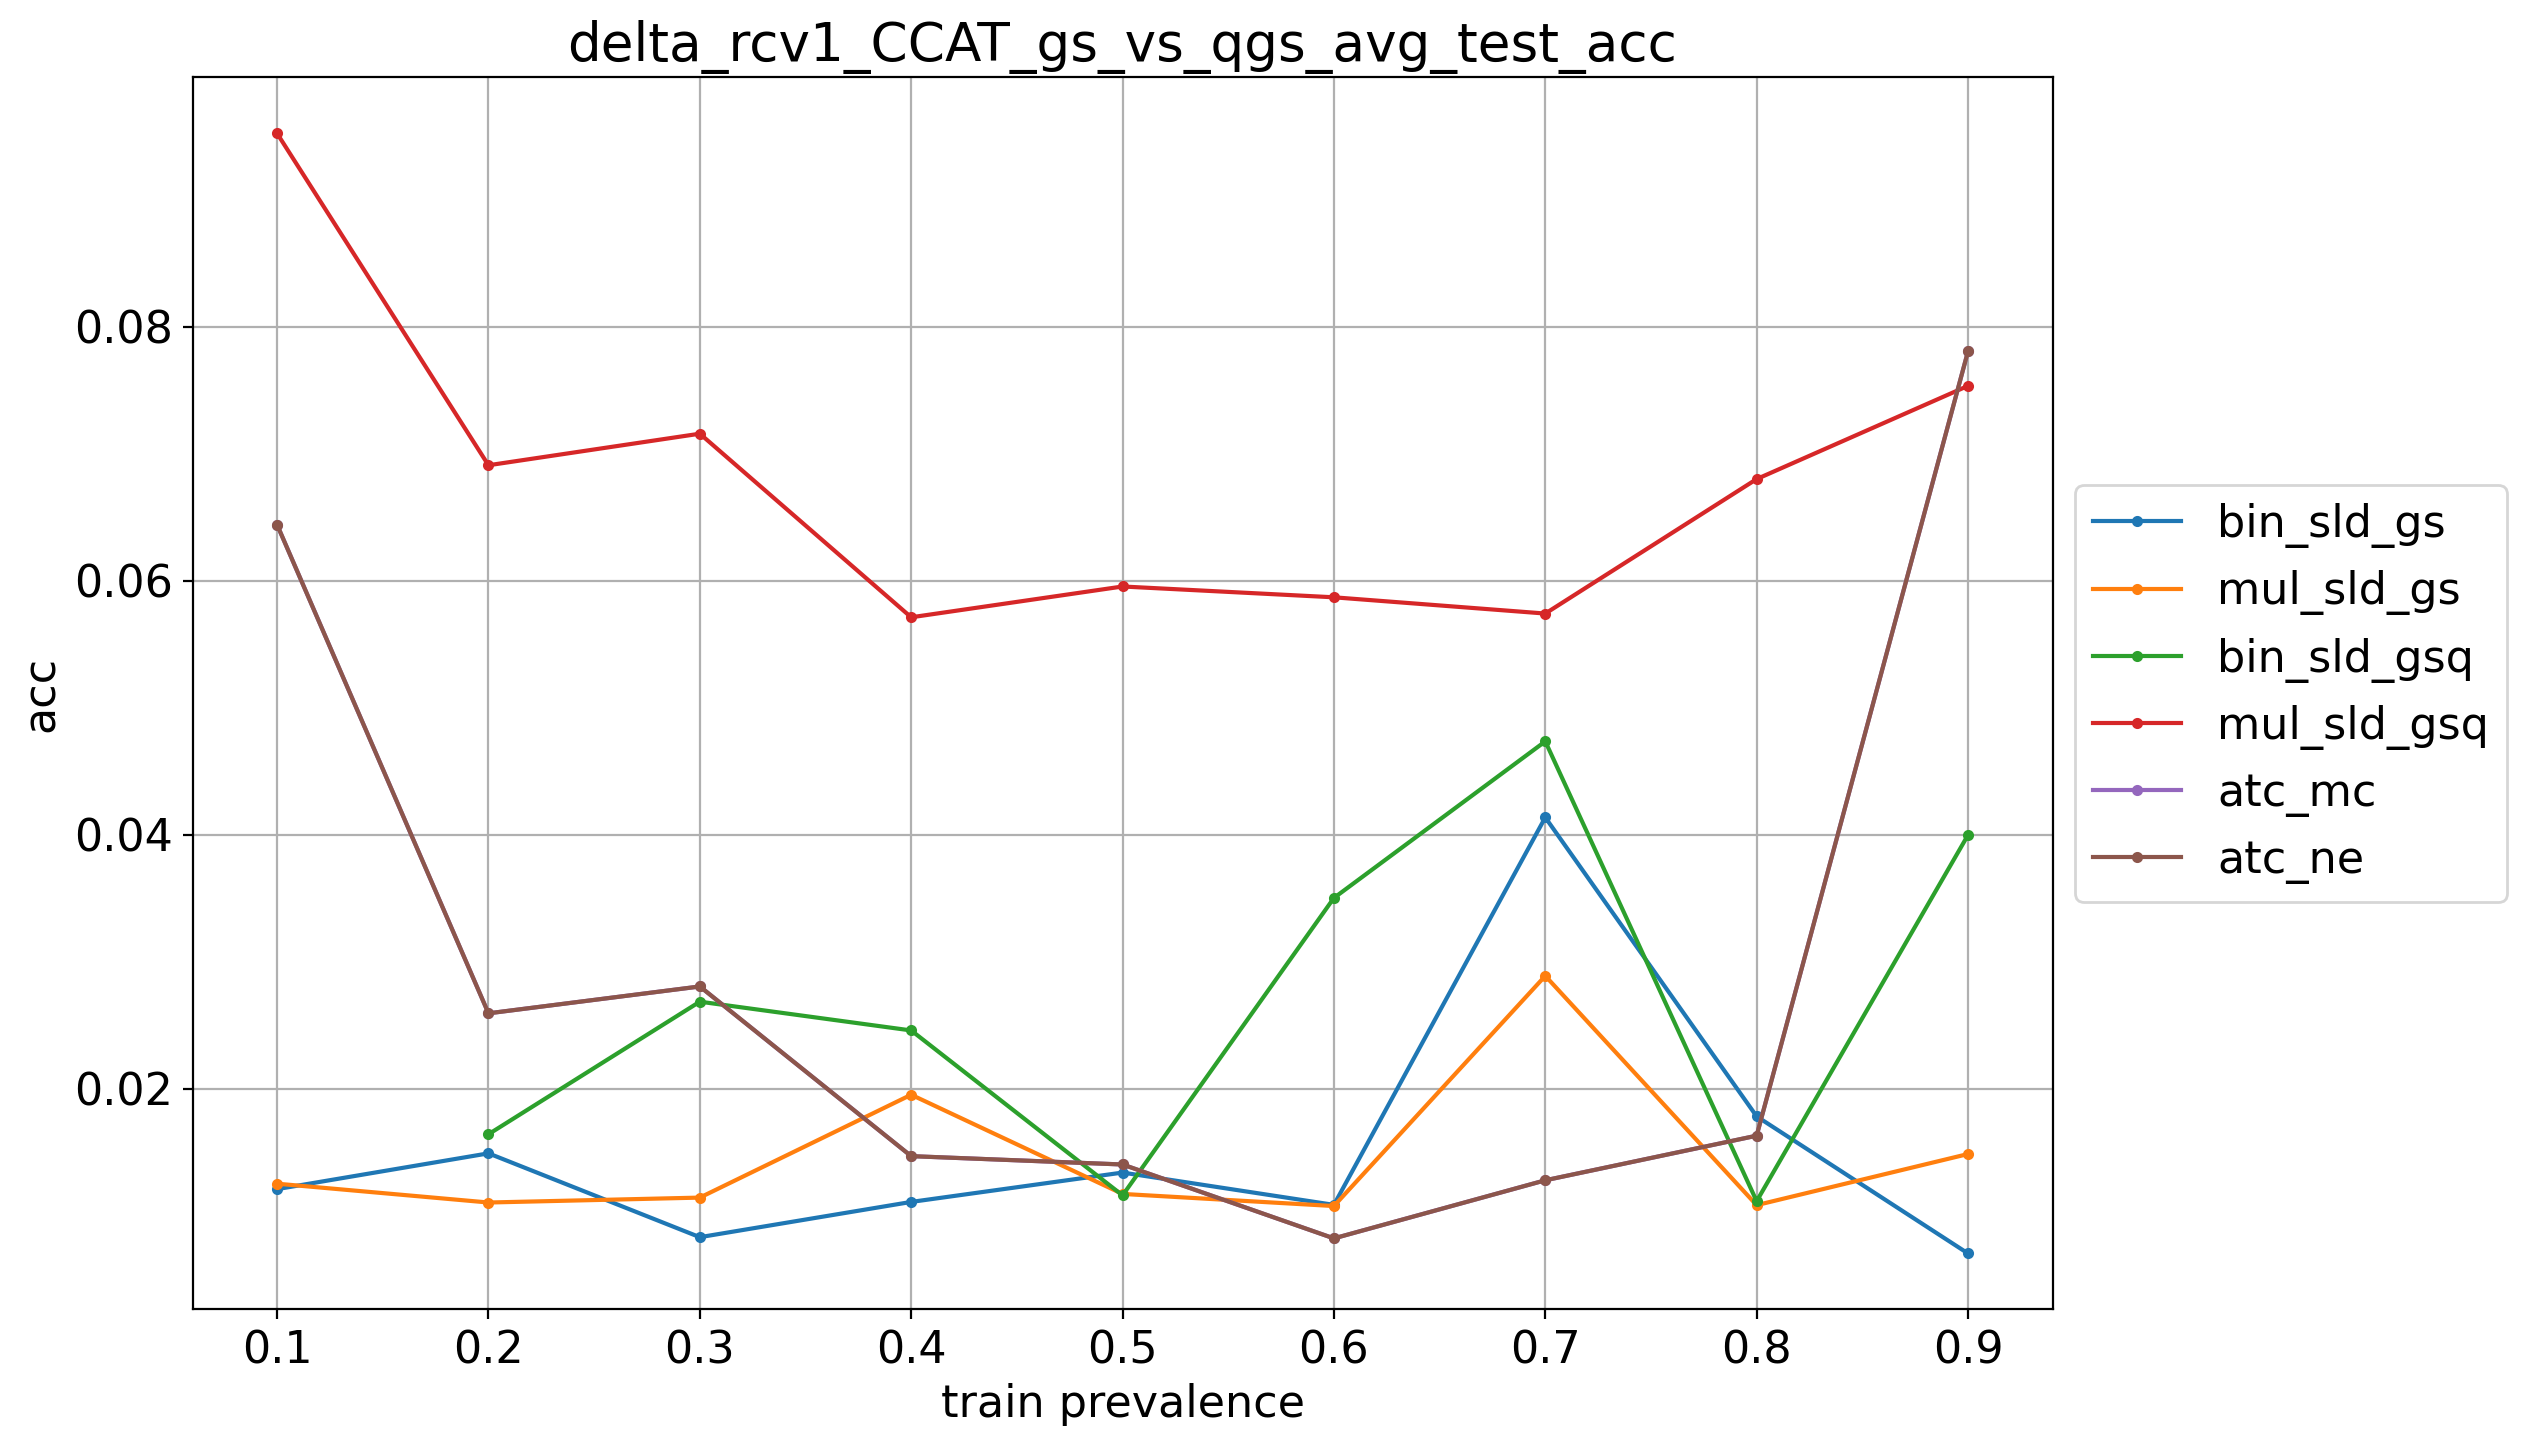 delta_rcv1_CCAT_gs_vs_qgs_avg_test_acc
acc
0.08
0.06
0.04
0.02
0.1 0.2 0.3 0.4 0.5 0.6 0.7 0.8 0.9
train prevalence
bin_sld_gs
mul_sld_gs
bin_sld_gsq
mul_sld_gsq
atc_mc
atc_ne